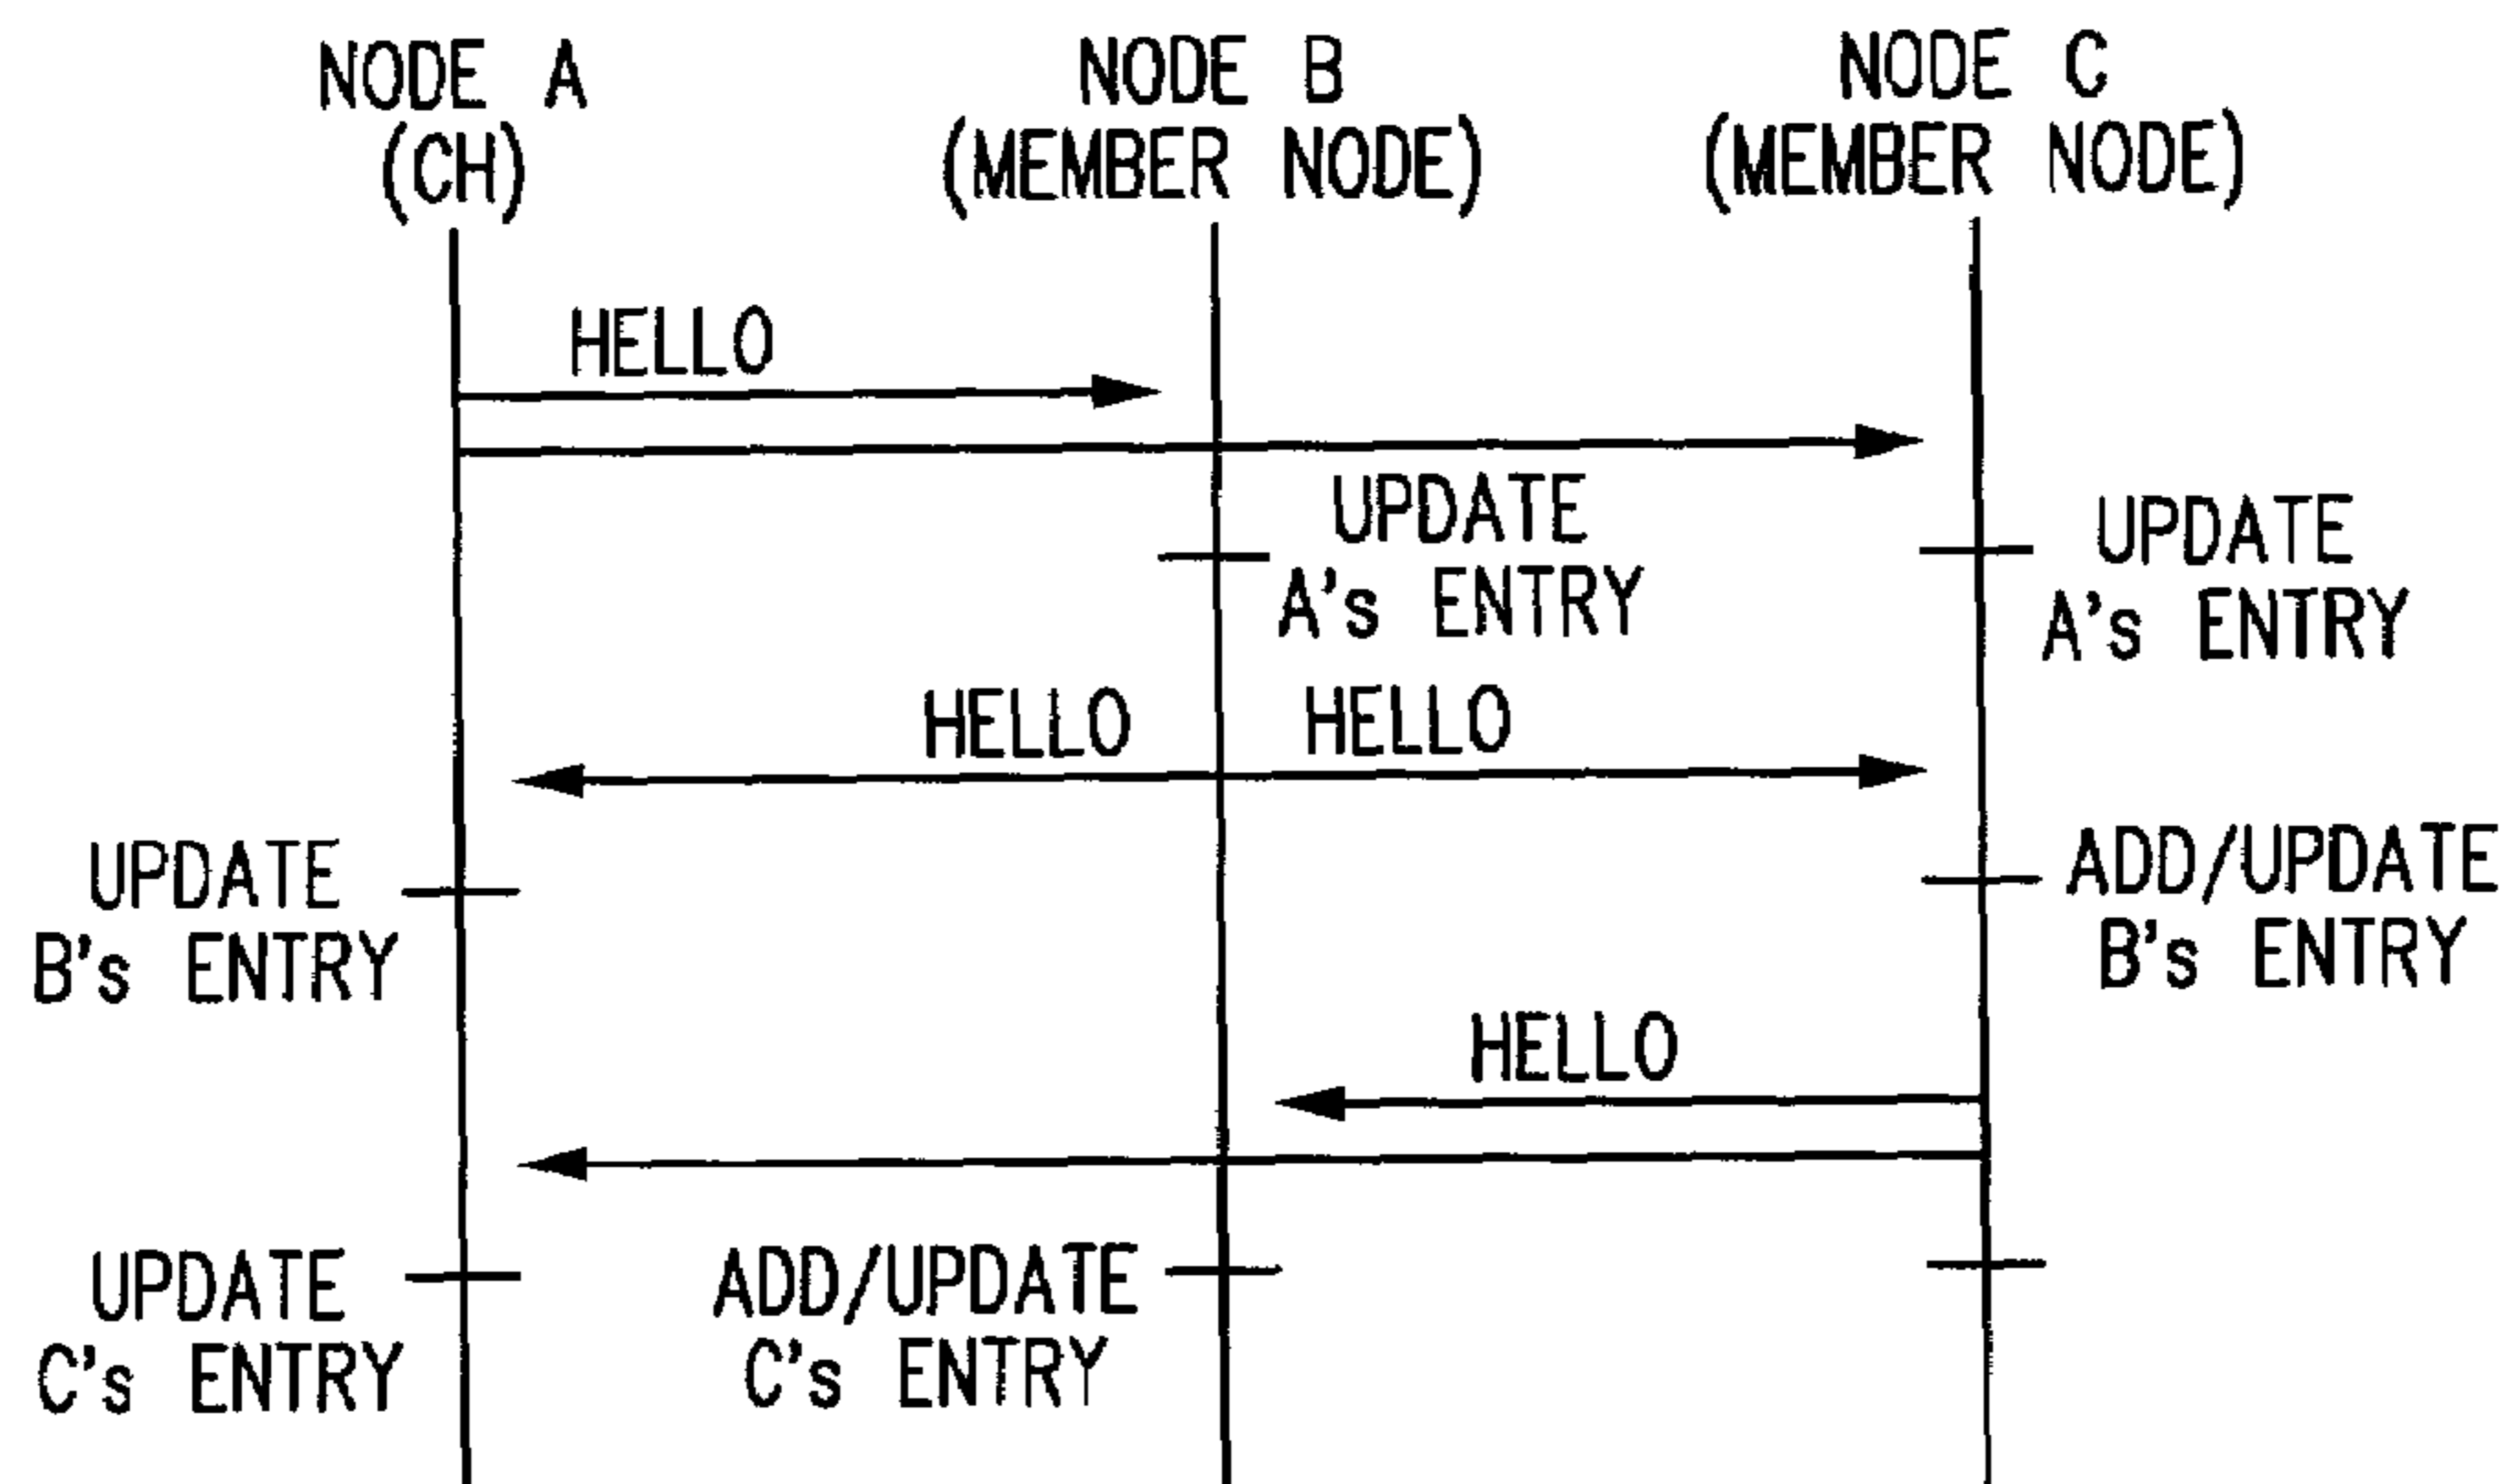 NODE A
(CH)
NODE B
(MEMBER NODE)
NODE C
(MEMBER NODE)
HELLO
UPDATE
A's ENTRY
UPDATE
A's ENTRY
HELLO
HELLO
UPDATE
B's ENTRY
ADD/UPDATE
B's ENTRY
HELLO
UPDATE
C's ENTRY
ADD/UPDATE
C's ENTRY